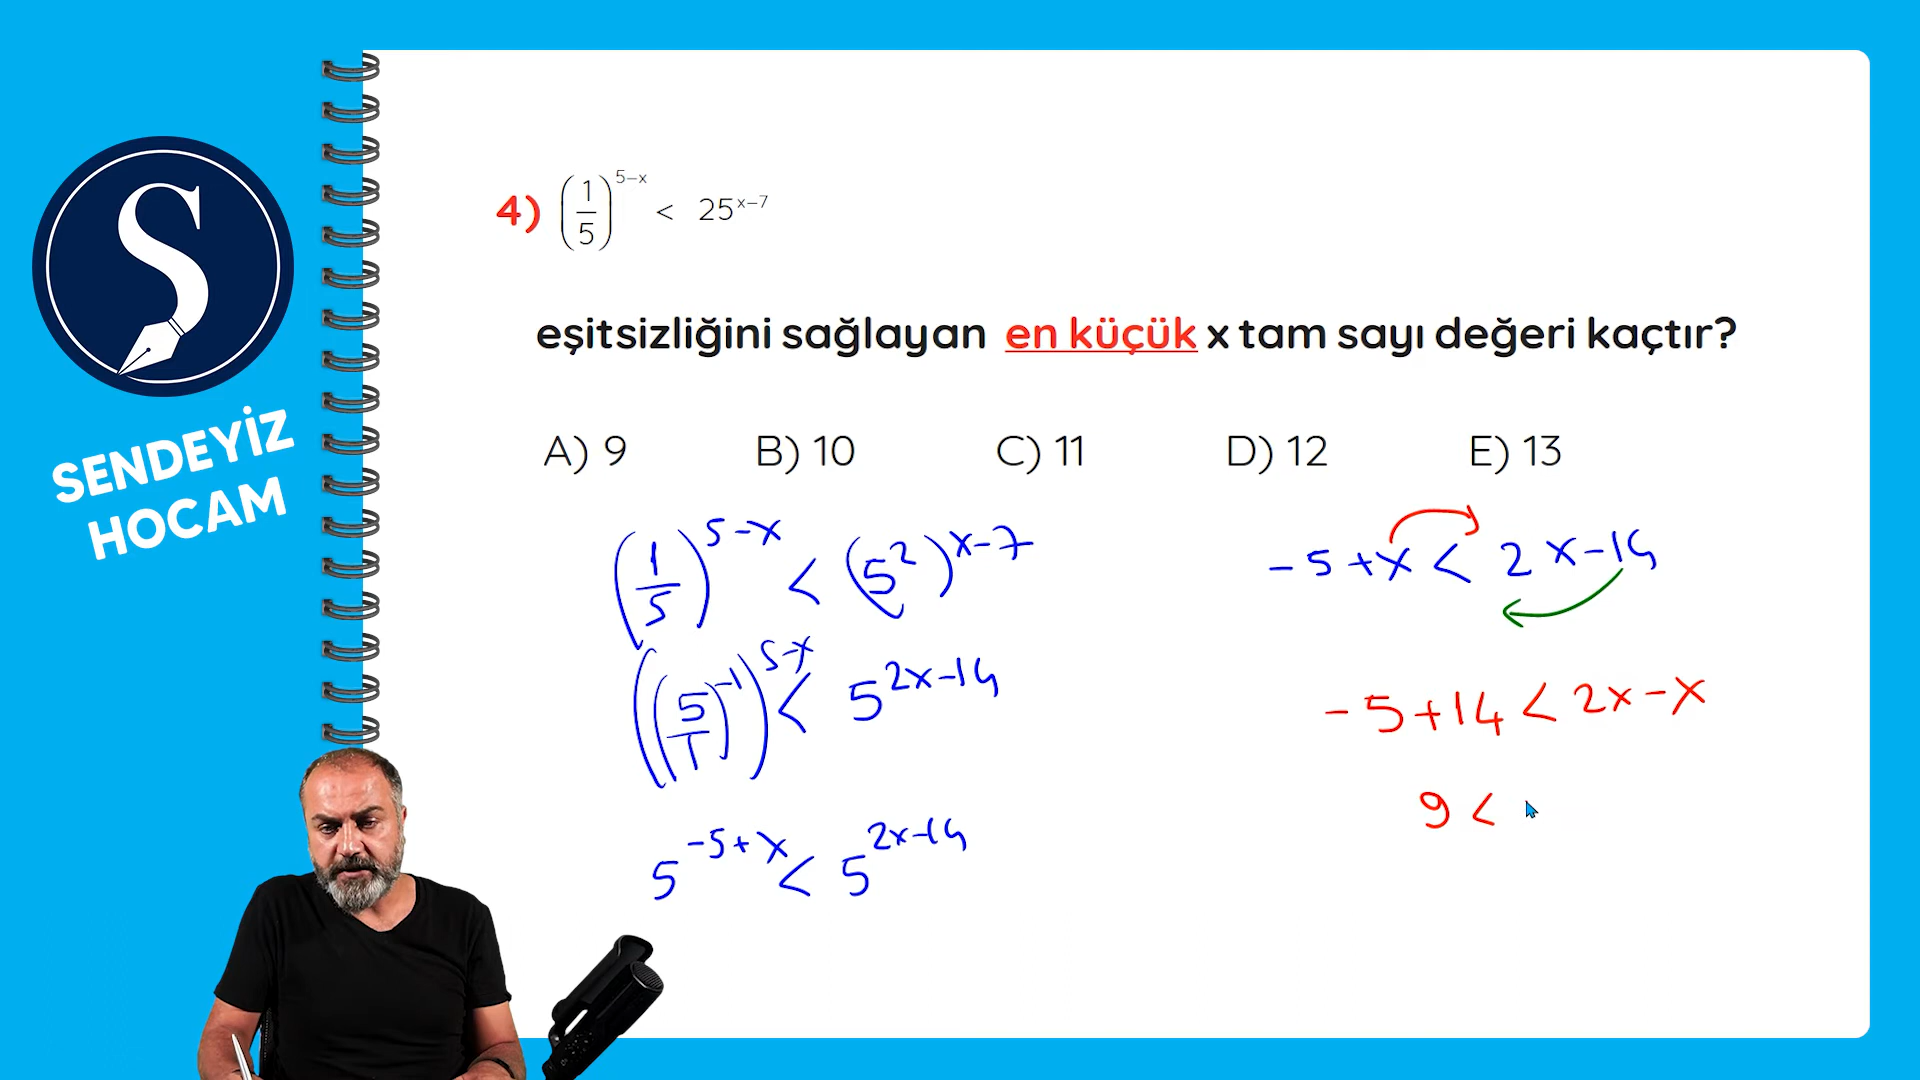 SENDEYİZ
HOCAM
4) (1/5)^(5-x) < 25^(x-7)
eşitsizliğini sağlayan en küçük x tam sayı değeri kaçtır?
A) 9 B) 10 C) 11 D) 12 E) 13
(1/5)^(5-x) < (5^2)^(x-7)
((5/1)^(-1))^(5-x) < 5^(2x-14)
5^(-5+x) < 5^(2x-14)
-5+x < 2x-14
-5+14 < 2x-x
9 <